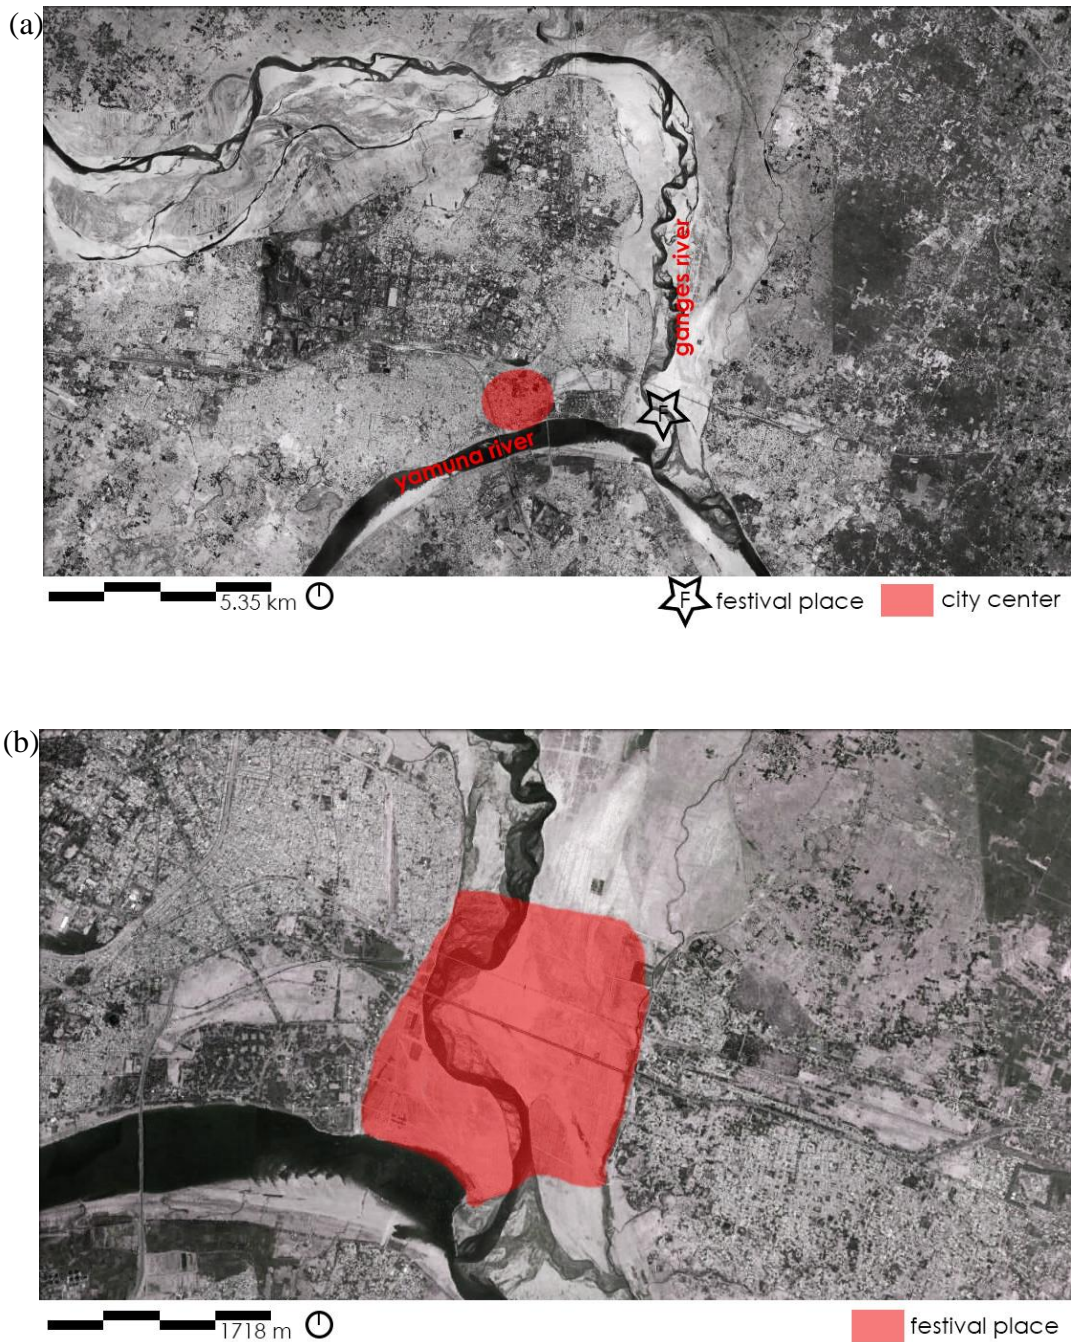 (a)
ganges river
F
yamuna river
5.35 km
F festival place
city center
(b)
1718 m
festival place